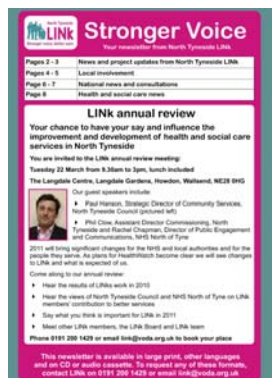 North Tyneside
LINk
Stronger voice, better care
Stronger Voice
Your newsletter from North Tyneside LINk
Pages 2 - 3 News and project updates from North Tyneside LINk
Pages 4 - 5 Local involvement
Page 6 - 7 National news and consultations
Page 8 Health and social care news
LINk annual review
Your chance to have your say and influence the
improvement and development of health and social care
services in North Tyneside
You are invited to the LINk annual review meeting:
Tuesday 22 March from 9.30am to 3pm, lunch included
The Langdale Centre, Langdale Gardens, Howdon, Wallsend, NE28 0HG
Our guest speakers include:
Paul Hanson, Strategic Director of Community Services,
North Tyneside Council (pictured left)
Phil Clow, Assistant Director Commissioning, North
Tyneside and Rachel Chapman, Director of Public Engagement
and Communications, NHS North of Tyne
2011 will bring significant changes for the NHS and local authorities and for the
people they serve. As plans for HealthWatch become clear we will see changes
to LINk and what is expected of us.
Come along to our annual review:
Hear the results of LINks work in 2010
Hear the views of North Tyneside Council and NHS North of Tyne on LINk
members' contribution to better services
Say what you think is important for LINk in 2011
Meet other LINk members, the LINk Board and LINk team
Phone 0191 200 1429 or email link@voda.org.uk to book your place
This newsletter is available in large print, other languages
and on CD or audio cassette. To request any of these formats,
contact LINk on 0191 200 1429 or email link@voda.org.uk